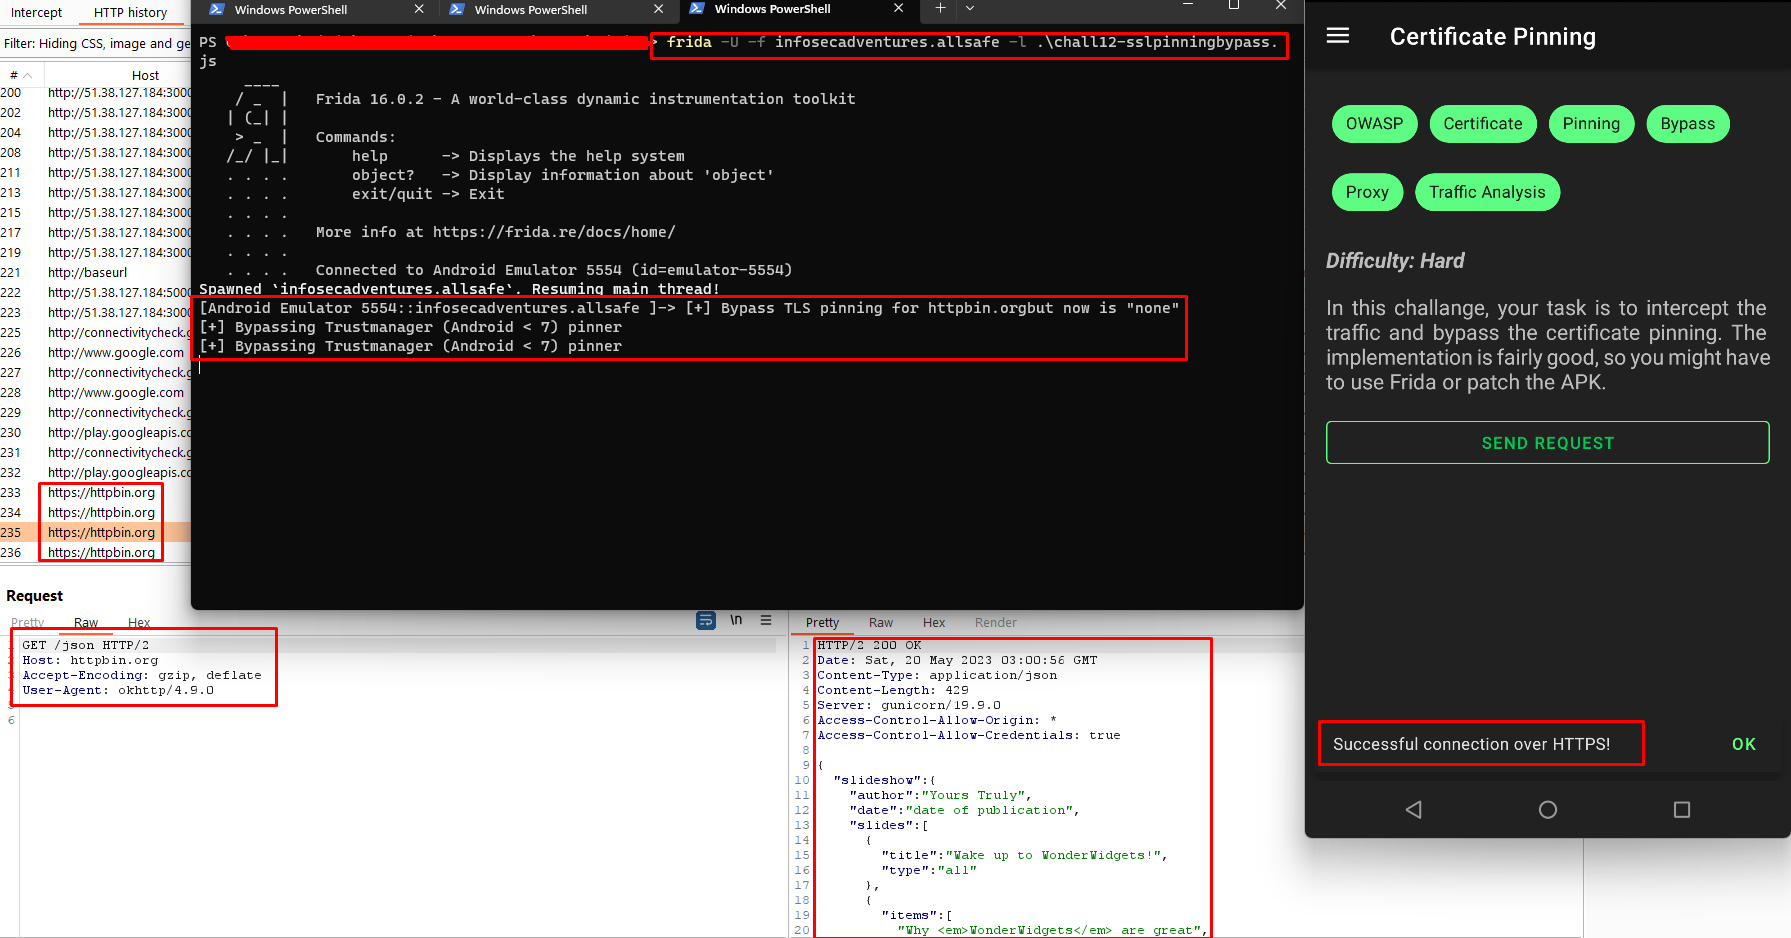 Intercept HTTP history
Filter: Hiding CSS, image and ge
# Host
200 http://51.38.127.184:3000
202 http://51.38.127.184:3000
204 http://51.38.127.184:3000
208 http://51.38.127.184:3000
211 http://51.38.127.184:3000
213 http://51.38.127.184:3000
215 http://51.38.127.184:3000
217 http://51.38.127.184:3000
219 http://51.38.127.184:3000
221 http://baseurl
222 http://51.38.127.184:5000
223 http://51.38.127.184:5000
225 http://connectivitycheck.g
226 http://www.google.com
227 http://connectivitycheck.g
228 http://www.google.com
229 http://connectivitycheck.g
230 http://play.googleapis.co
231 http://connectivitycheck.g
232 http://play.googleapis.co
233 https://httpbin.org
234 https://httpbin.org
235 https://httpbin.org
236 https://httpbin.org
Windows PowerShell Windows PowerShell Windows PowerShell
PS > frida -U -f infosecadventures.allsafe -l .\chall12-sslpinningbypass.
js
____
/ _ | Frida 16.0.2 - A world-class dynamic instrumentation toolkit
| (_| |
> _ | Commands:
/_/ |_| help -> Displays the help system
. . . . object? -> Display information about 'object'
. . . . exit/quit -> Exit
. . . .
. . . . More info at https://frida.re/docs/home/
. . . .
. . . . Connected to Android Emulator 5554 (id=emulator-5554)
Spawned `infosecadventures.allsafe`. Resuming main thread!
[Android Emulator 5554::infosecadventures.allsafe ]-> [+] Bypass TLS pinning for httpbin.orgbut now is "none"
[+] Bypassing Trustmanager (Android < 7) pinner
[+] Bypassing Trustmanager (Android < 7) pinner
Request
Pretty Raw Hex
\n
1 GET /json HTTP/2
2 Host: httpbin.org
3 Accept-Encoding: gzip, deflate
4 User-Agent: okhttp/4.9.0
5
6
Pretty Raw Hex Render
1 HTTP/2 200 OK
2 Date: Sat, 20 May 2023 03:00:56 GMT
3 Content-Type: application/json
4 Content-Length: 429
5 Server: gunicorn/19.9.0
6 Access-Control-Allow-Origin: *
7 Access-Control-Allow-Credentials: true
8
9 {
10 "slideshow":{
11 "author":"Yours Truly",
12 "date":"date of publication",
13 "slides":[
14 {
15 "title":"Wake up to WonderWidgets!",
16 "type":"all"
17 },
18 {
19 "items":[
20 "Why <em>WonderWidgets</em> are great",
Certificate Pinning
OWASP Certificate Pinning Bypass
Proxy Traffic Analysis
Difficulty: Hard
In this challange, your task is to intercept the
traffic and bypass the certificate pinning. The
implementation is fairly good, so you might have
to use Frida or patch the APK.
SEND REQUEST
Successful connection over HTTPS! OK